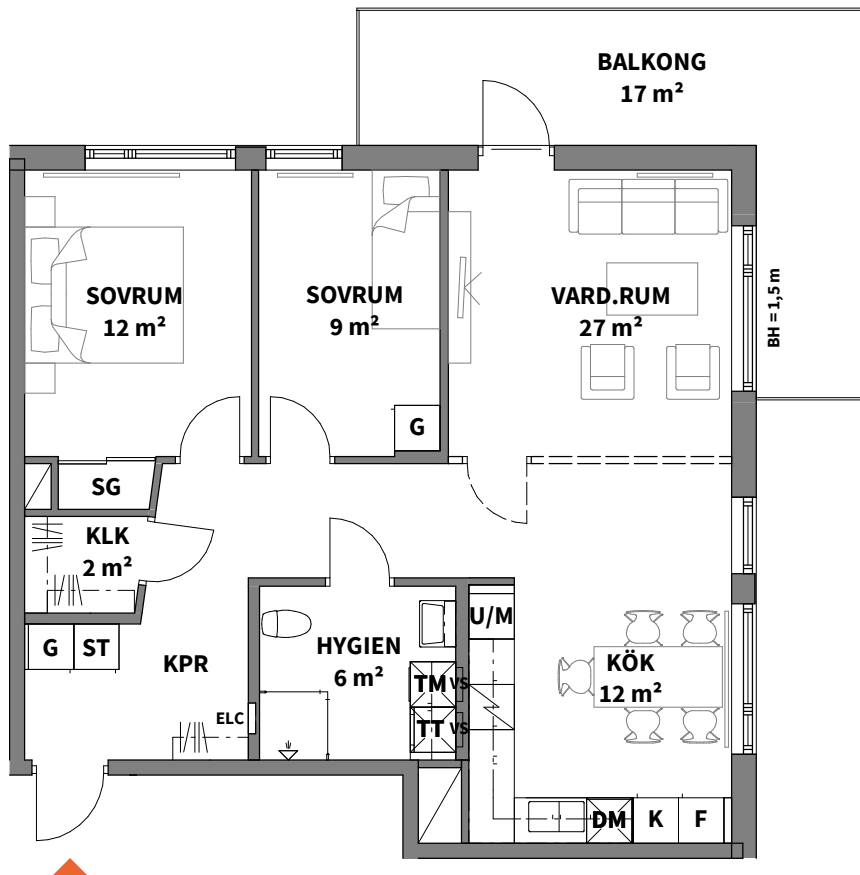 BALKONG
17 m²
SOVRUM
12 m²
SOVRUM
9 m²
VARD.RUM
27 m²
BH = 1,5 m
G
SG
KLK
2 m²
G
ST
KPR
ELC
HYGIEN
6 m²
TM
VS
TT
VS
U/M
KÖK
12 m²
DM
K
F